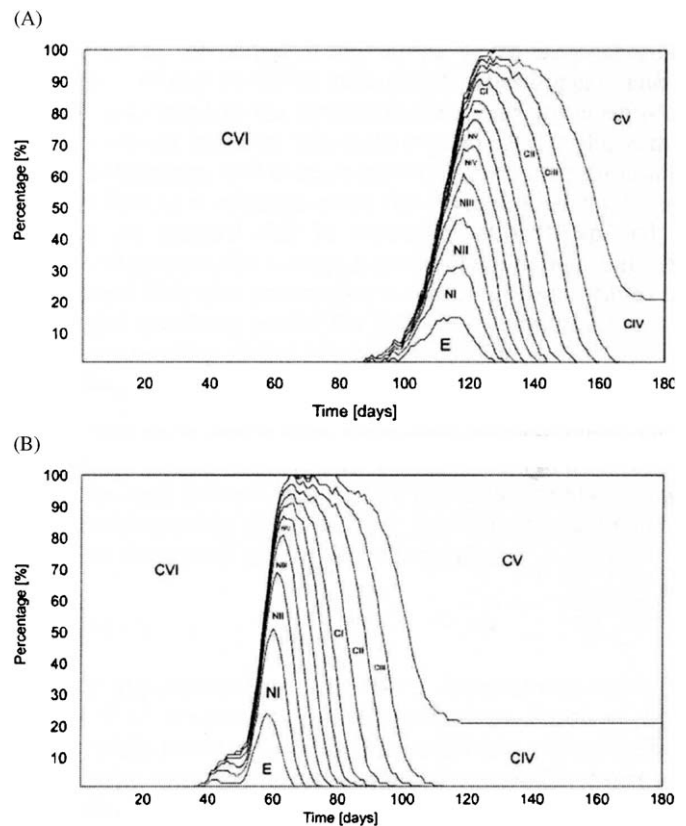 (A)
100
90
80
70
60
50
40
30
20
10
Percentage [%]
CVI
CV
CIV
CI
NV
NIV
NIII
NII
NI
E
CII
CIII
20 40 60 80 100 120 140 160 180
Time [days]
(B)
100
90
80
70
60
50
40
30
20
10
Percentage [%]
CVI
CV
CIV
NIII
NII
NI
E
CI
CII
CIII
20 40 60 80 100 120 140 160 180
Time [days]